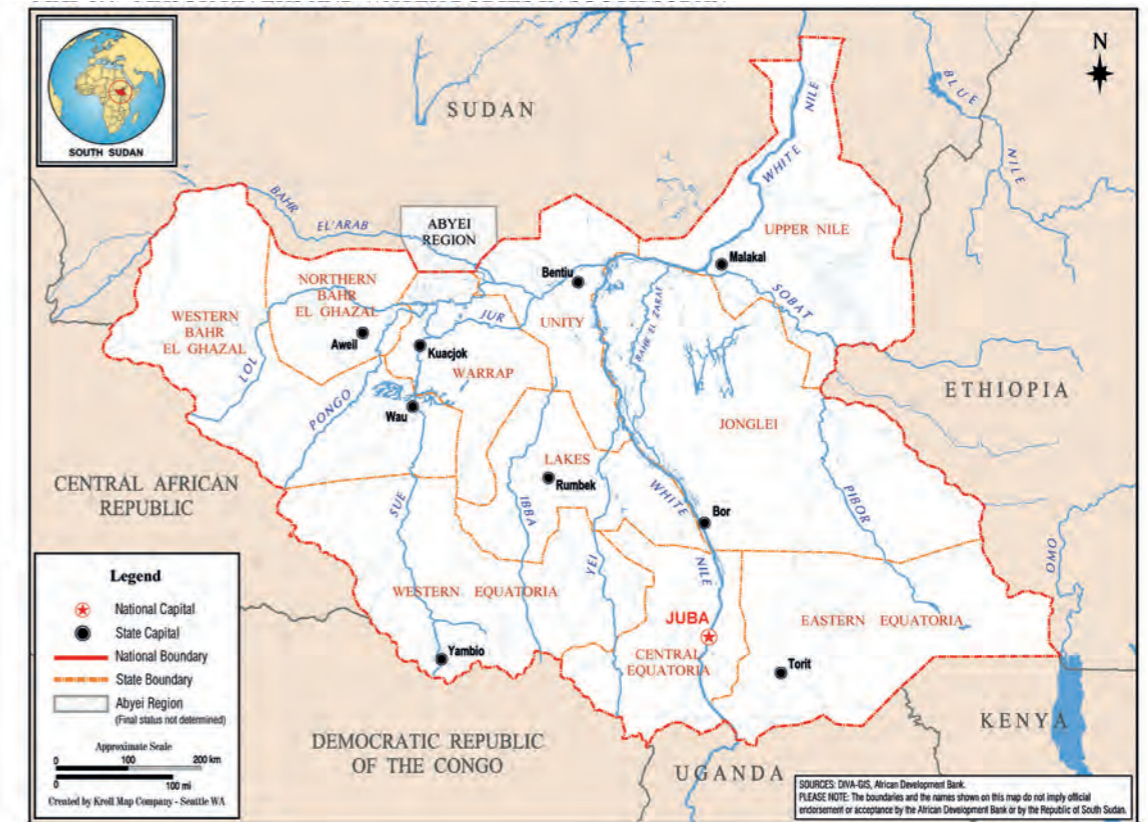 SOUTH SUDAN
N
SUDAN
BLUE
NILE
WHITE
NILE
UPPER NILE
Malakal
SOBAT
BAHR
EL'ARAB
ABYEI
REGION
Bentiu
UNITY
BAHR EL ZARAF
NORTHERN
BAHR
EL GHAZAL
WESTERN
BAHR
EL GHAZAL
Aweil
LOL
JUR
Kuacjok
WARRAP
PONGO
Wau
ETHIOPIA
JONGLEI
CENTRAL AFRICAN
REPUBLIC
LAKES
Rumbek
SUE
IBBA
WHITE
NILE
Bor
PIBOR
YEI
OMO
WESTERN EQUATORIA
JUBA
CENTRAL
EQUATORIA
EASTERN EQUATORIA
Yambio
Torit
DEMOCRATIC REPUBLIC
OF THE CONGO
UGANDA
KENYA
Legend
National Capital
State Capital
National Boundary
State Boundary
Abyei Region
(Final status not determined)
Approximate Scale
0 100 200 km
0 100 mi
Created by Kroll Map Company - Seattle WA
SOURCES: DIVA-GIS, African Development Bank.
PLEASE NOTE: The boundaries and the names shown on this map do not imply official
endorsement or acceptance by the African Development Bank or by the Republic of South Sudan.